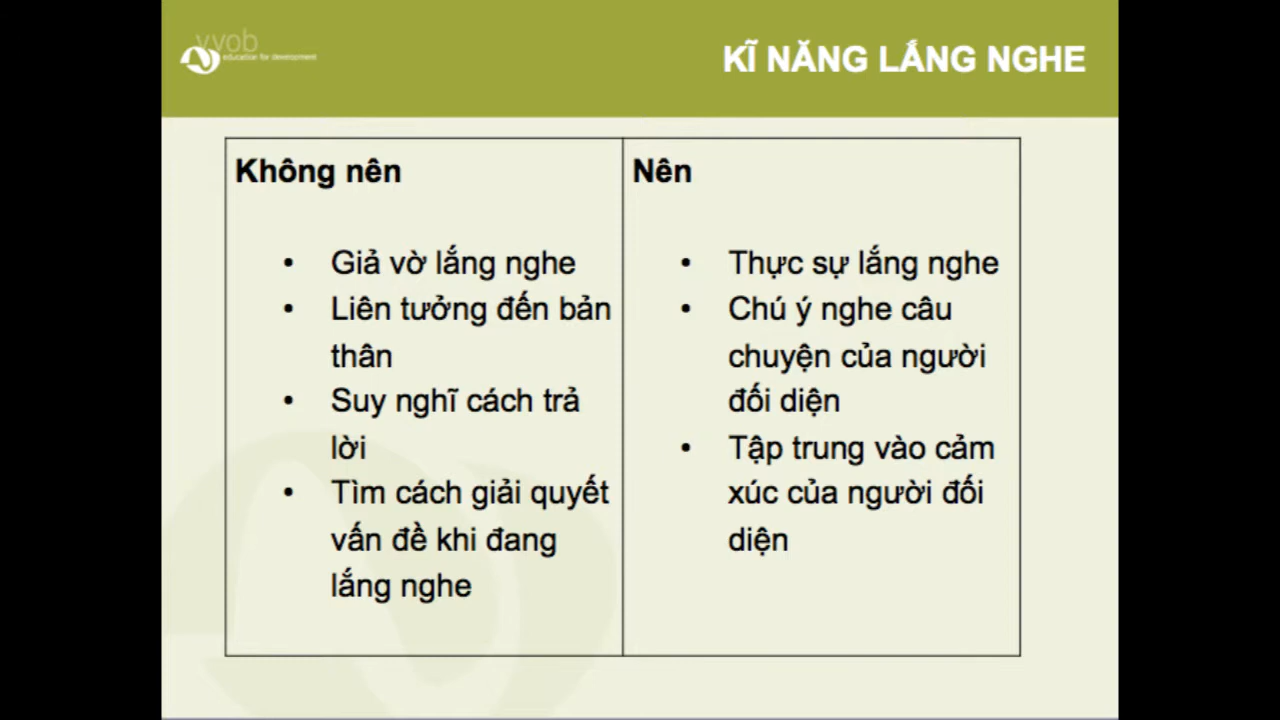 vvob
education for development
KĨ NĂNG LẮNG NGHE
Không nên
• Giả vờ lắng nghe
• Liên tưởng đến bản
thân
• Suy nghĩ cách trả
lời
• Tìm cách giải quyết
vấn đề khi đang
lắng nghe
Nên
• Thực sự lắng nghe
• Chú ý nghe câu
chuyện của người
đối diện
• Tập trung vào cảm
xúc của người đối
diện